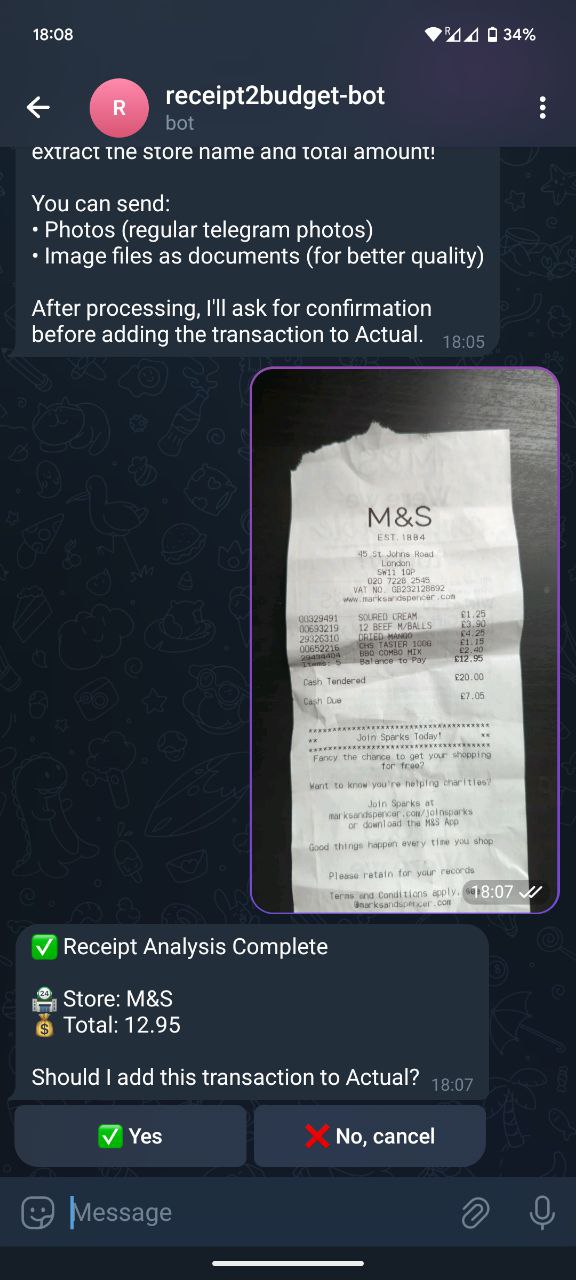 18:08
R
34%
R
receipt2budget-bot
bot
extract the store name and total amount!
You can send:
• Photos (regular telegram photos)
• Image files as documents (for better quality)
After processing, I'll ask for confirmation
before adding the transaction to Actual. 18:05
M&S
EST. 1884
45 St Johns Road
London
SW11 1QP
020 7228 2545
VAT NO. GB232128892
www.marksandspencer.com
00329491 SOURED CREAM £1.25
00693219 12 BEEF M/BALLS £3.90
29326310 DRIED MANGO £4.25
00652216 CHS TASTER 100G £1.15
29434404 BBQ COMBO MIX £2.40
Items: 5 Balance to Pay £12.95
Cash Tendered £20.00
Cash Due £7.05
****************************************
** Join Sparks Today! **
****************************************
Fancy the chance to get your shopping
for free?
Want to know you're helping charities?
Join Sparks at
marksandspencer.com/joinsparks
or download the M&S App
Good things happen every time you shop
Please retain for your records
Terms and Conditions apply,
@marksandspencer.com
18:07
✅ Receipt Analysis Complete
🏪 Store: M&S
💰 Total: 12.95
Should I add this transaction to Actual? 18:07
✅ Yes
❌ No, cancel
Message